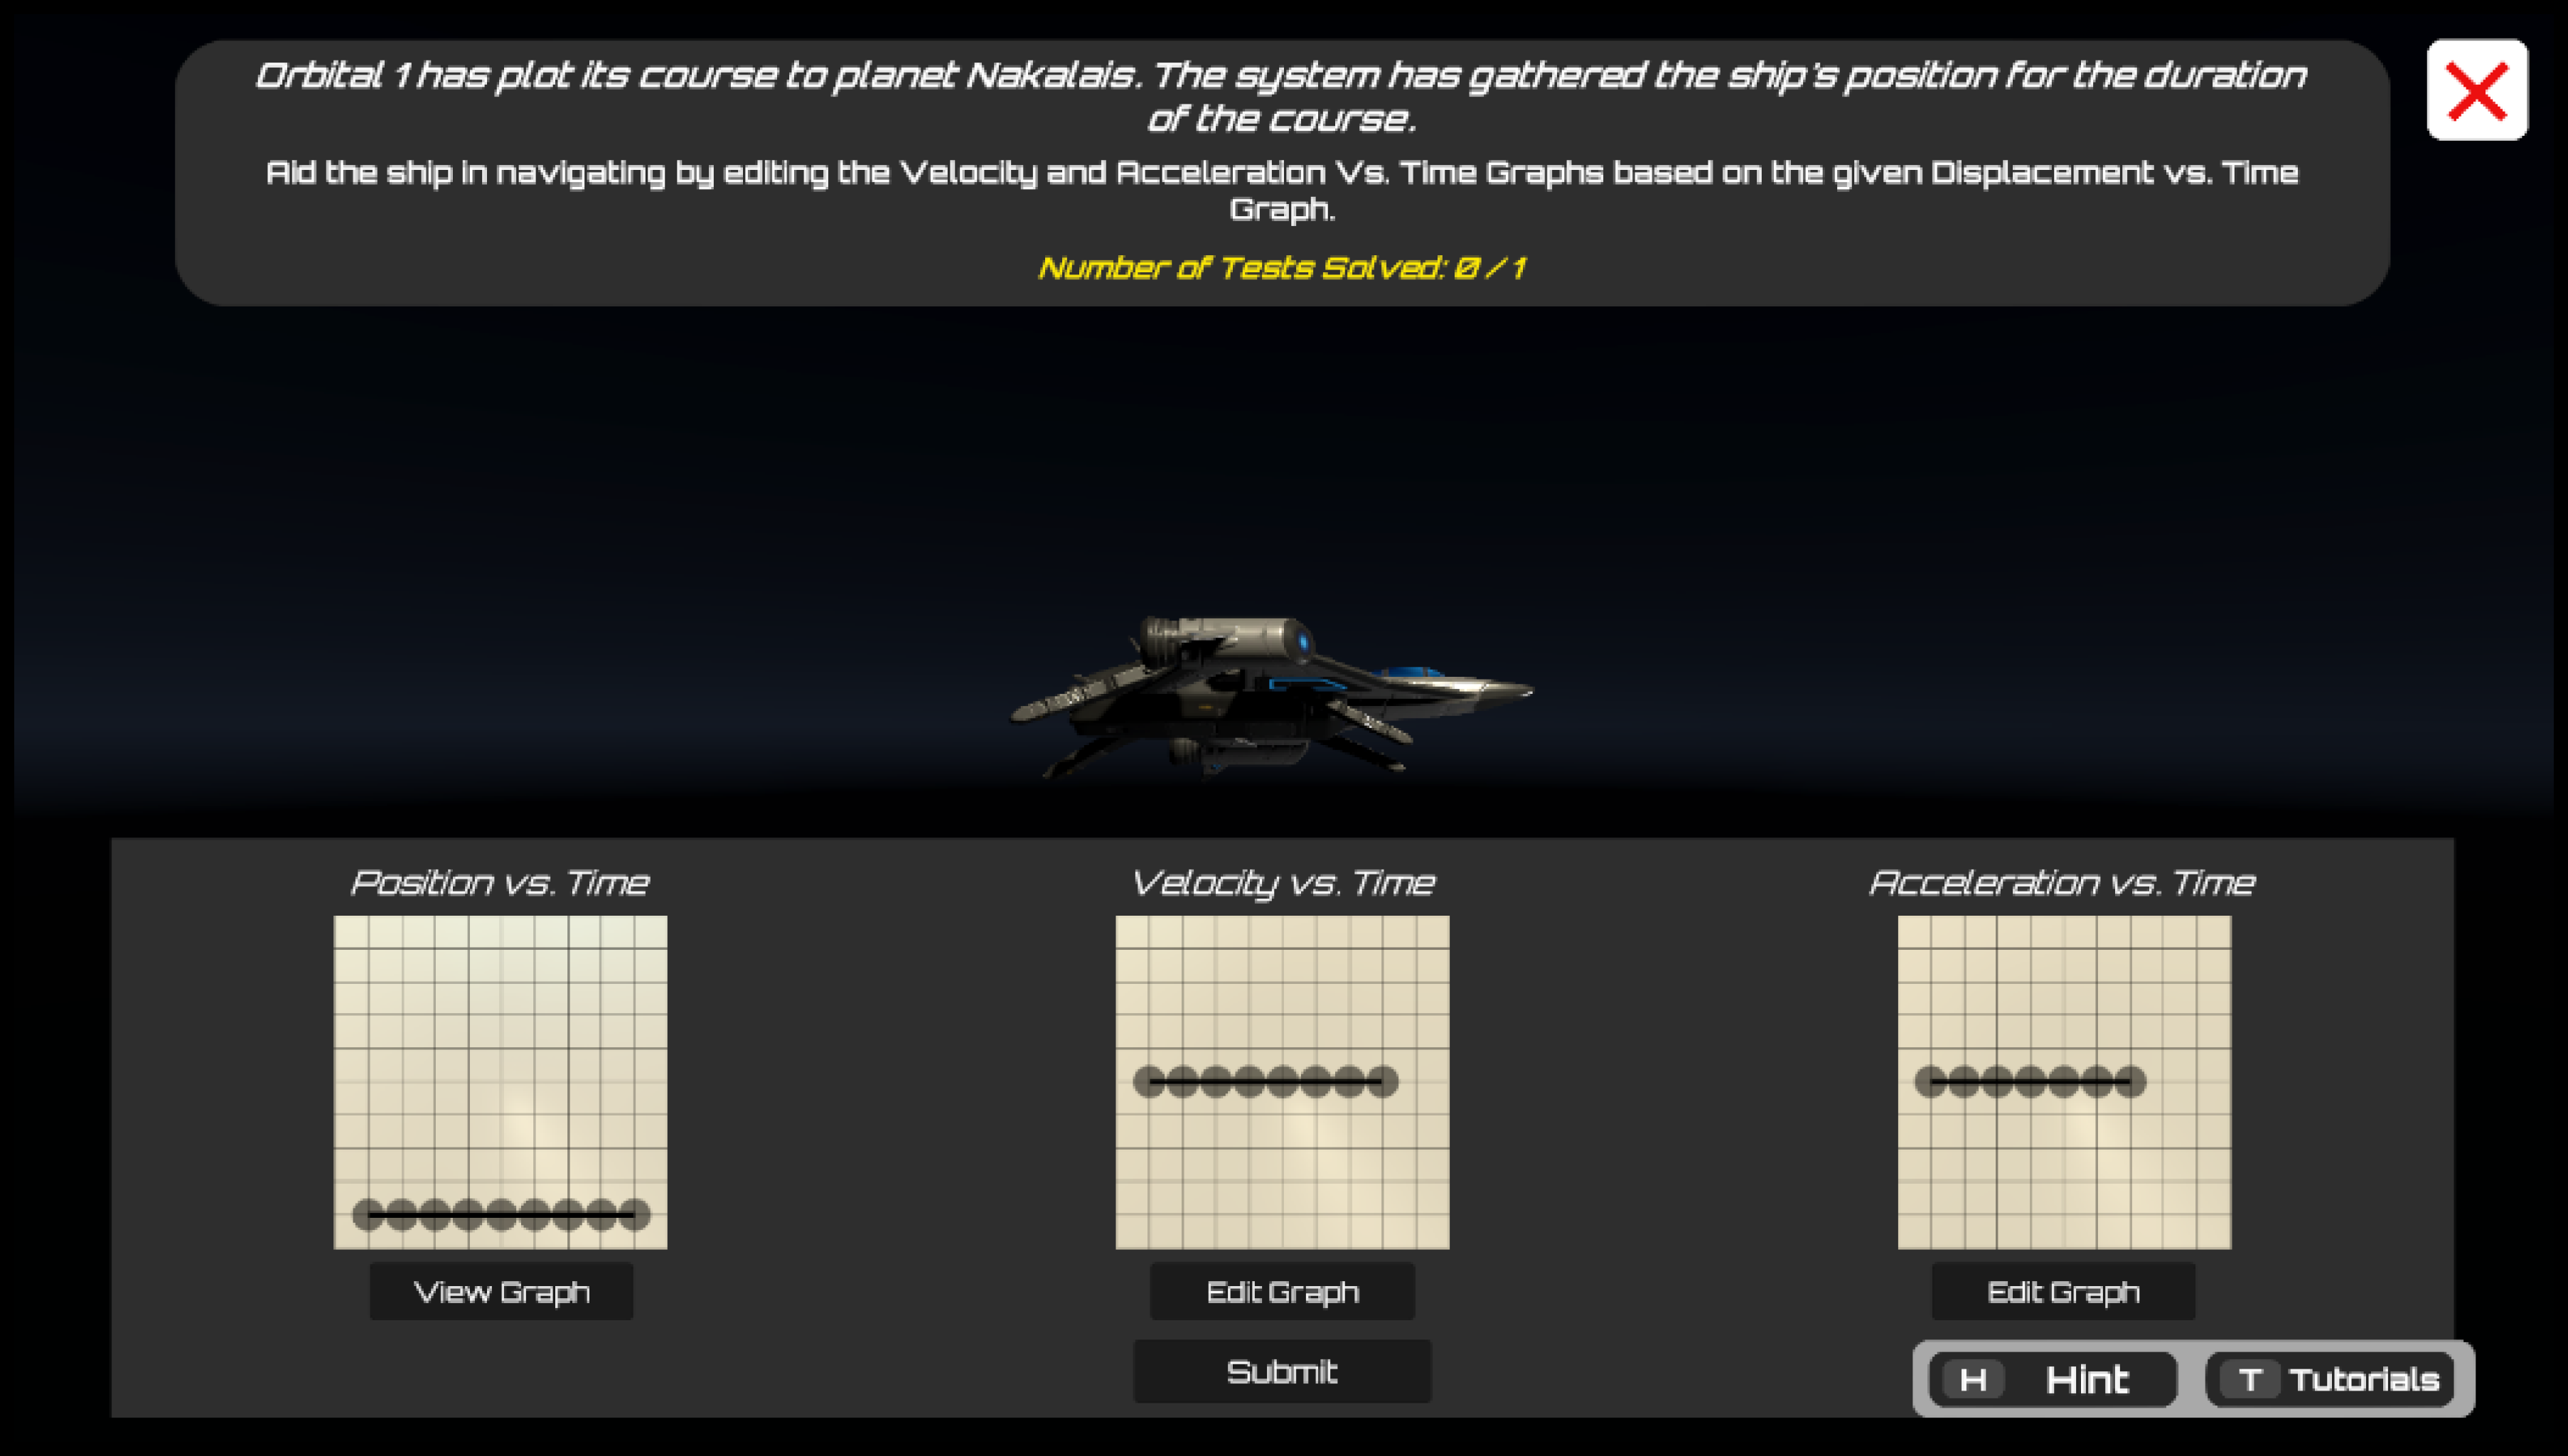 Orbital 1 has plot its course to planet Nakalais. The system has gathered the ship's position for the duration
of the course.
Aid the ship in navigating by editing the Velocity and Acceleration Vs. Time Graphs based on the given Displacement vs. Time
Graph.
Number of Tests Solved: 0 / 1
Position vs. Time
Velocity vs. Time
Acceleration vs. Time
View Graph
Edit Graph
Edit Graph
Submit
H Hint
T Tutorials